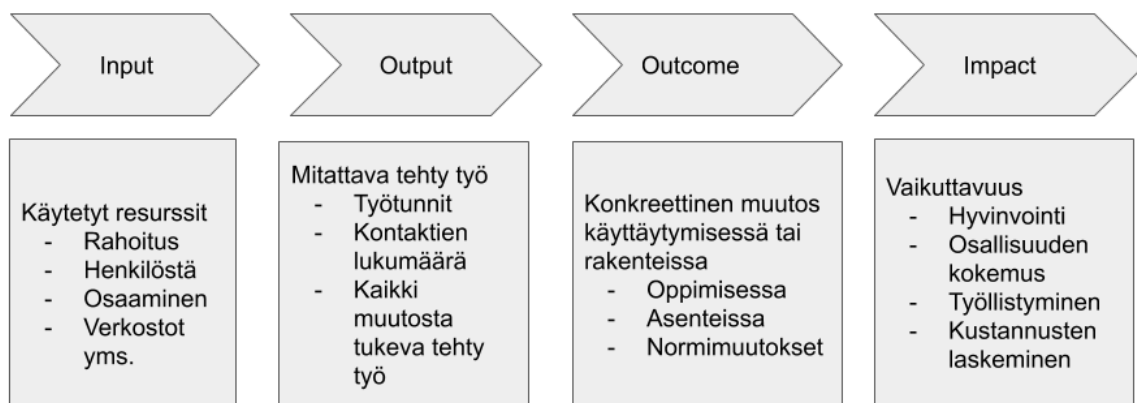 Input
Output
Outcome
Impact
Käytetyt resurssit
- Rahoitus
- Henkilöstä
- Osaaminen
- Verkostot
yms.
Mitattava tehty työ
- Työtunnit
- Kontaktien
lukumäärä
- Kaikki
muutosta
tukeva tehty
työ
Konkreettinen muutos
käyttäytymisessä tai
rakenteissa
- Oppimisessa
- Asenteissa
- Normimuutokset
Vaikuttavuus
- Hyvinvointi
- Osallisuuden
kokemus
- Työllistyminen
- Kustannusten
laskeminen